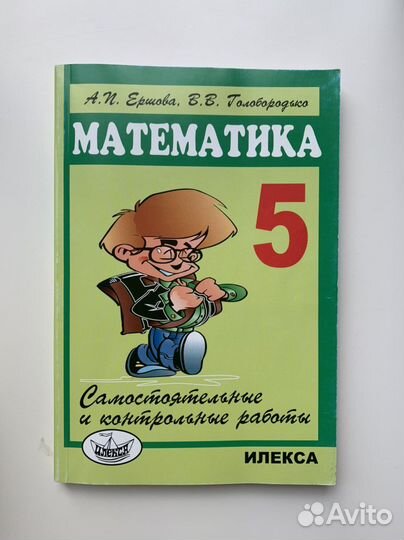 А.П. Ершова, В.В. Голобородько
МАТЕМАТИКА
5
Самостоятельные
и контрольные работы
ИЛЕКСА
ИЛЕКСА
Avito